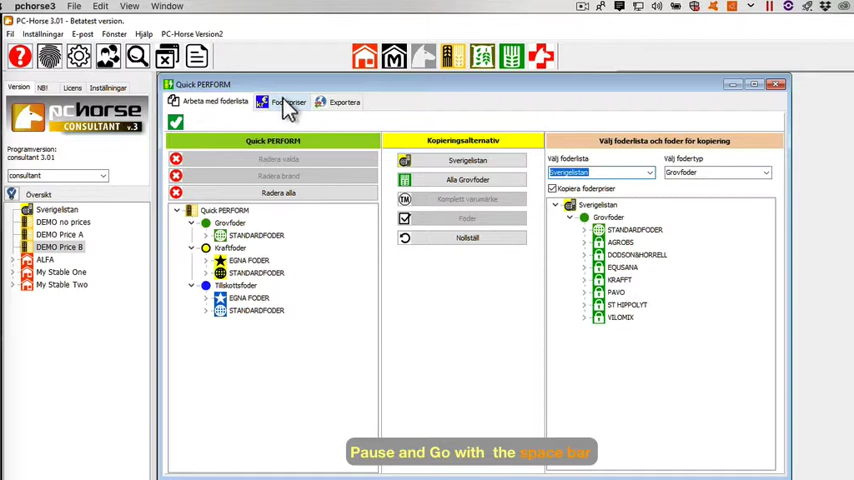 pchorse3 File Edit View
PC-Horse 3.01 - Betatest version.
Fil Inställningar E-post Fönster Hjälp PC-Horse Version2
Version NB! Licens Inställningar
pchorse
CONSULTANT v.3
Programversion:
consultant 3.01
consultant
Översikt
Sverigelistan
DEMO no prices
DEMO Price A
DEMO Price B
ALFA
My Stable One
My Stable Two
Quick PERFORM
Arbeta med foderlista Foderpriser Exportera
Quick PERFORM
Radera valda
Radera brand
Radera alla
Quick PERFORM
Grovfoder
STANDARDFODER
Kraftfoder
EGNA FODER
STANDARDFODER
Tillskottsfoder
EGNA FODER
STANDARDFODER
Kopieringsalternativ
Sverigelistan
Alla Grovfoder
TM
Komplett varumärke
Foder
Nollställ
Välj foderlista och foder för kopiering
Välj foderlista Välj fodertyp
Sverigelistan Grovfoder
Kopiera foderpriser
Sverigelistan
Grovfoder
STANDARDFODER
AGROBS
DODSON&HORRELL
EQUSANA
KRAFFT
PAVO
ST HIPPOLYT
VILOMIX
Pause and Go with the space bar